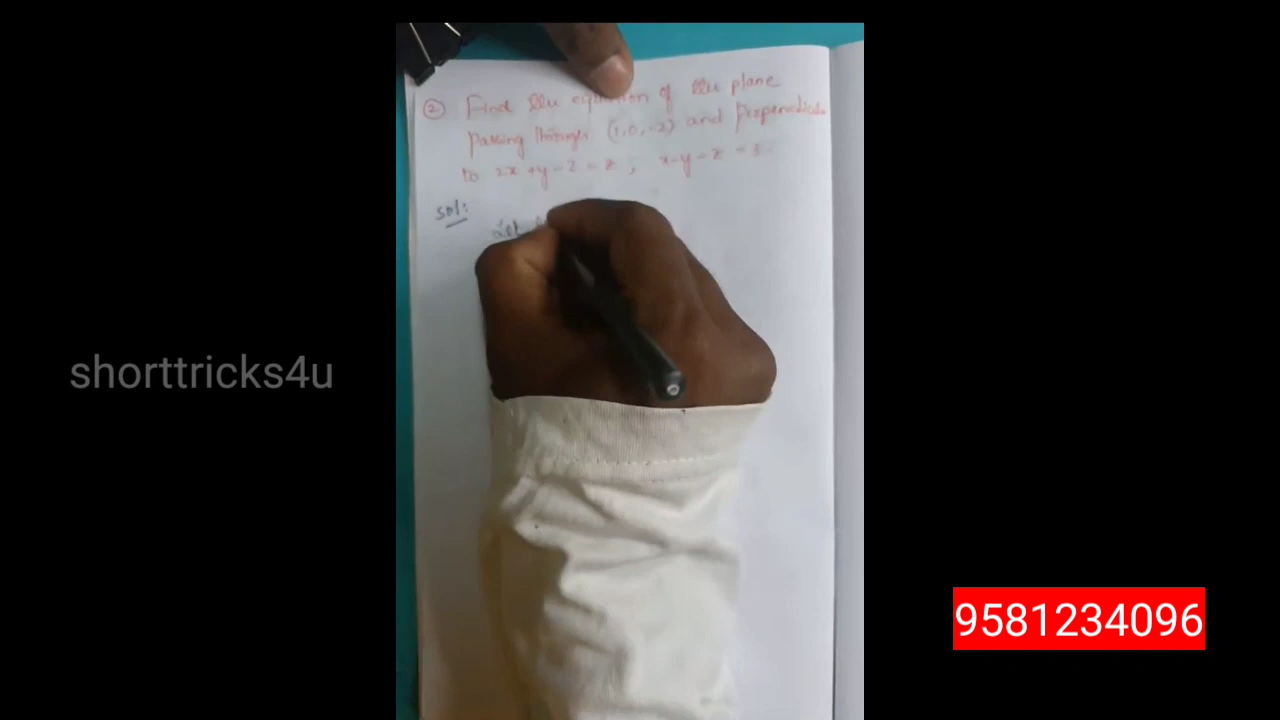 ② Find the equation of the plane
passing through (1,0,-2) and Perpendicular
to 2x+y-z = 2, x-y-z = 3
Sol:
Let
shorttricks4u
9581234096